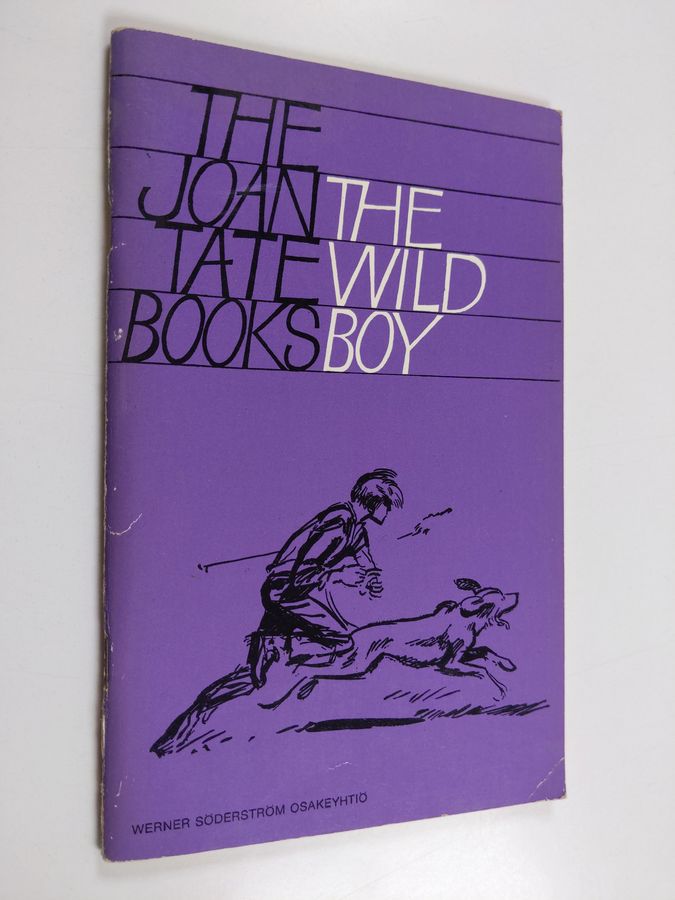 THE
JOAN
TATE
BOOKS
THE
WILD
BOY
WERNER SÖDERSTRÖM OSAKEYHTIÖ